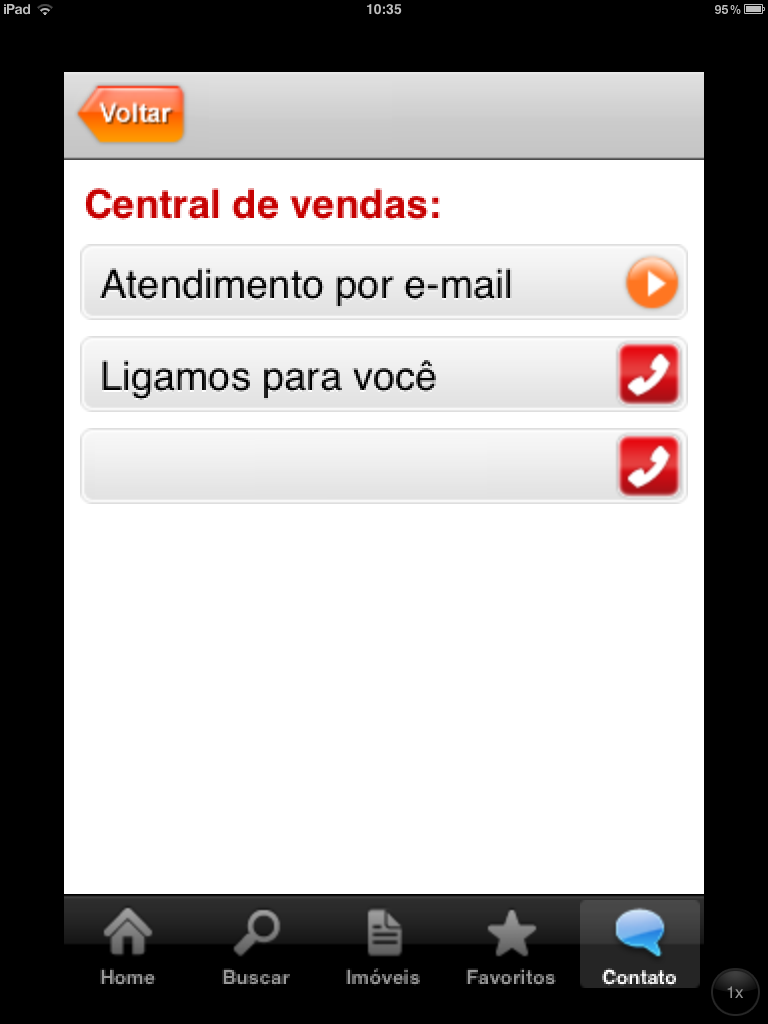 iPad 10:35 95%
Voltar
Central de vendas:
Atendimento por e-mail
Ligamos para você
Home Buscar Imóveis Favoritos Contato
1x